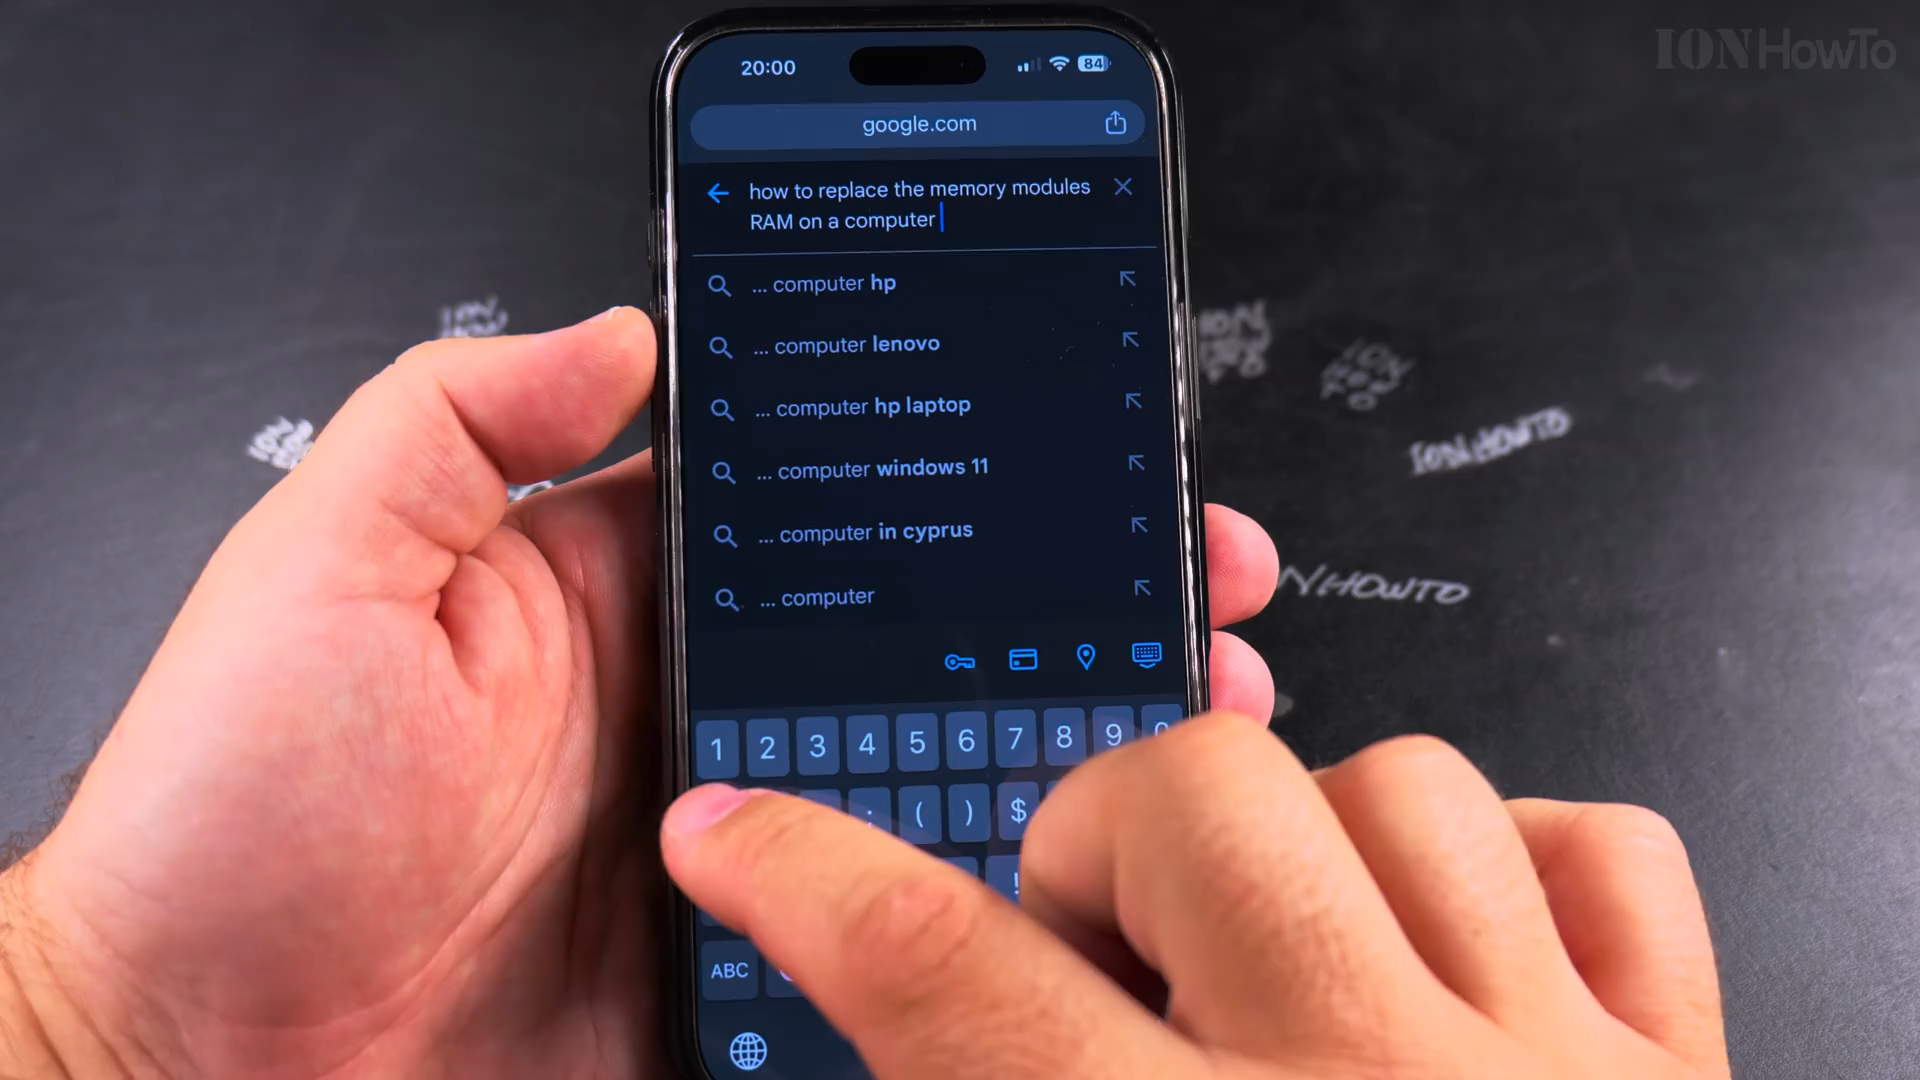 IONHowTo
20:00
84
google.com
how to replace the memory modules
RAM on a computer
... computer hp
... computer lenovo
... computer hp laptop
... computer windows 11
... computer in cyprus
... computer
1 2 3 4 5 6 7 8 9
( ) $
!
ABC
ION
IONHOWTO
NHOWTO